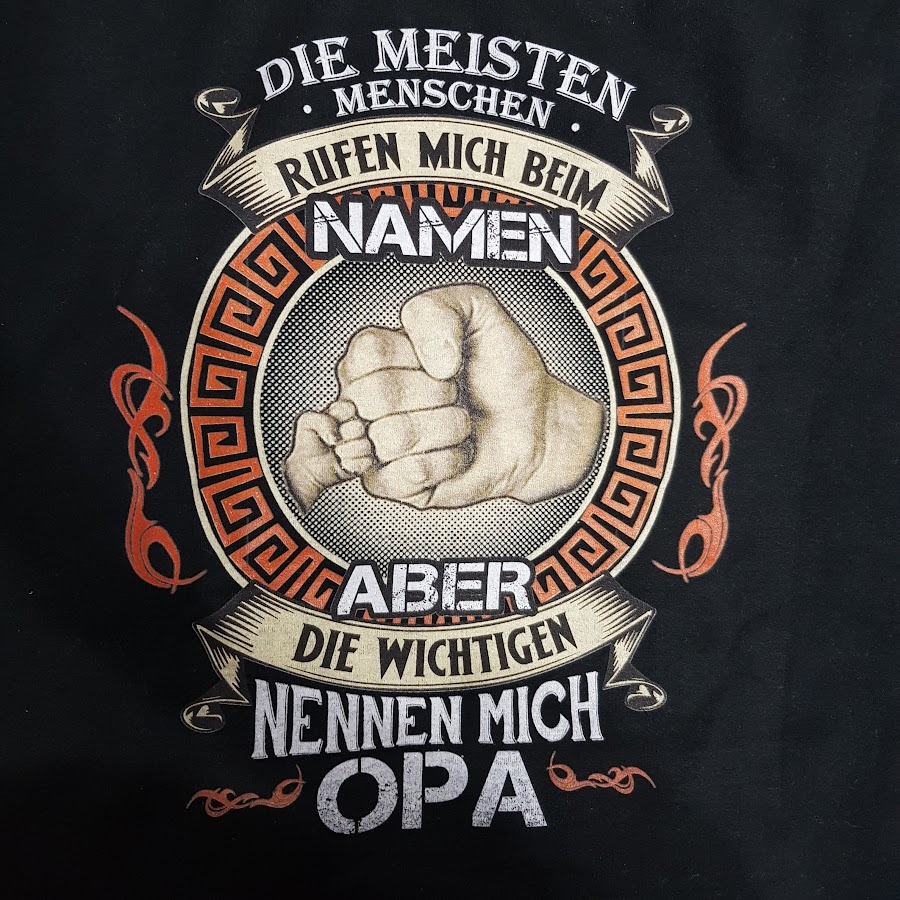 DIE MEISTEN
· MENSCHEN ·
RUFEN MICH BEIM
NAMEN
ABER
DIE WICHTIGEN
NENNEN MICH
OPA